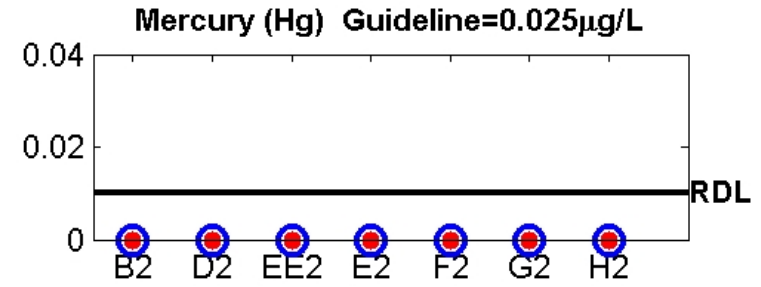 Mercury (Hg)  Guideline=0.025µg/L
0.04
0.02
RDL
0
B2 D2 EE2 E2 F2 G2 H2